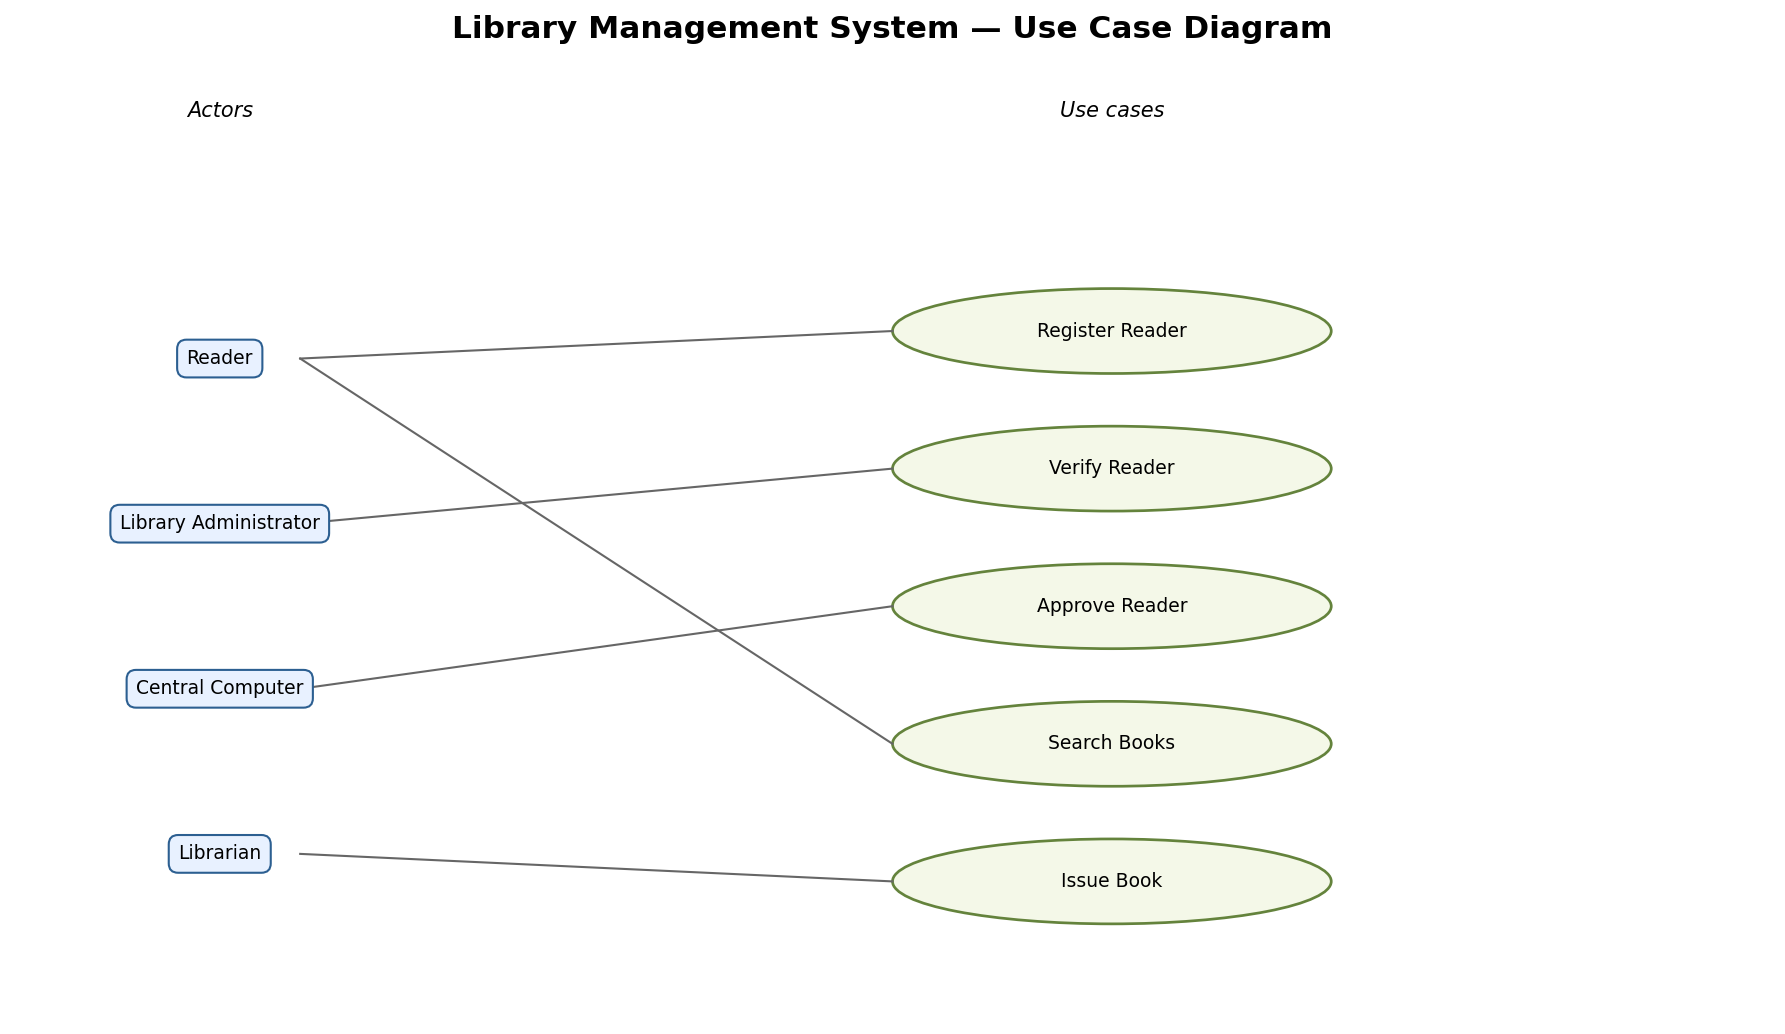 Library Management System — Use Case Diagram
Actors
Use cases
Reader
Library Administrator
Central Computer
Librarian
Register Reader
Verify Reader
Approve Reader
Search Books
Issue Book